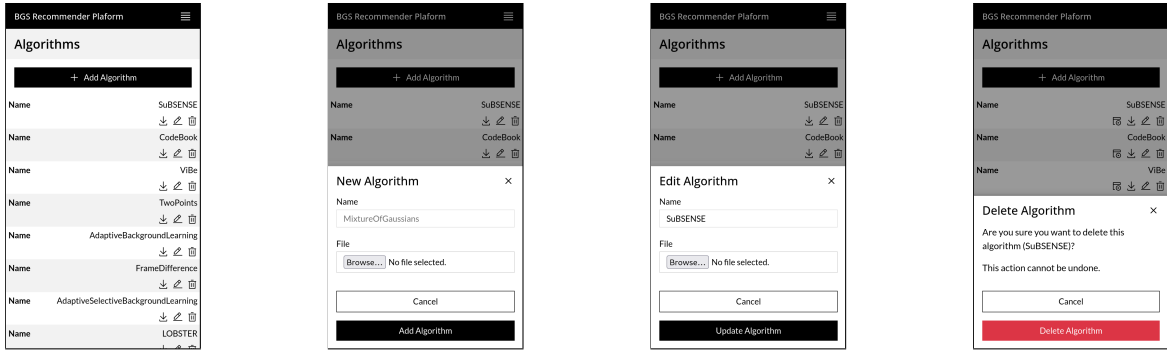 BGS Recommender Plaform
Algorithms
+ Add Algorithm
Name SuBSENSE
Name CodeBook
Name ViBe
Name TwoPoints
Name AdaptiveBackgroundLearning
Name FrameDifference
Name AdaptiveSelectiveBackgroundLearning
Name LOBSTER
BGS Recommender Plaform
Algorithms
+ Add Algorithm
Name SuBSENSE
Name CodeBook
New Algorithm
Name
MixtureOfGaussians
File
Browse... No file selected.
Cancel
Add Algorithm
BGS Recommender Plaform
Algorithms
+ Add Algorithm
Name SuBSENSE
Name CodeBook
Edit Algorithm
Name
SuBSENSE
File
Browse... No file selected.
Cancel
Update Algorithm
BGS Recommender Plaform
Algorithms
+ Add Algorithm
Name SuBSENSE
Name CodeBook
Name ViBe
Delete Algorithm
Are you sure you want to delete this
algorithm (SuBSENSE)?
This action cannot be undone.
Cancel
Delete Algorithm